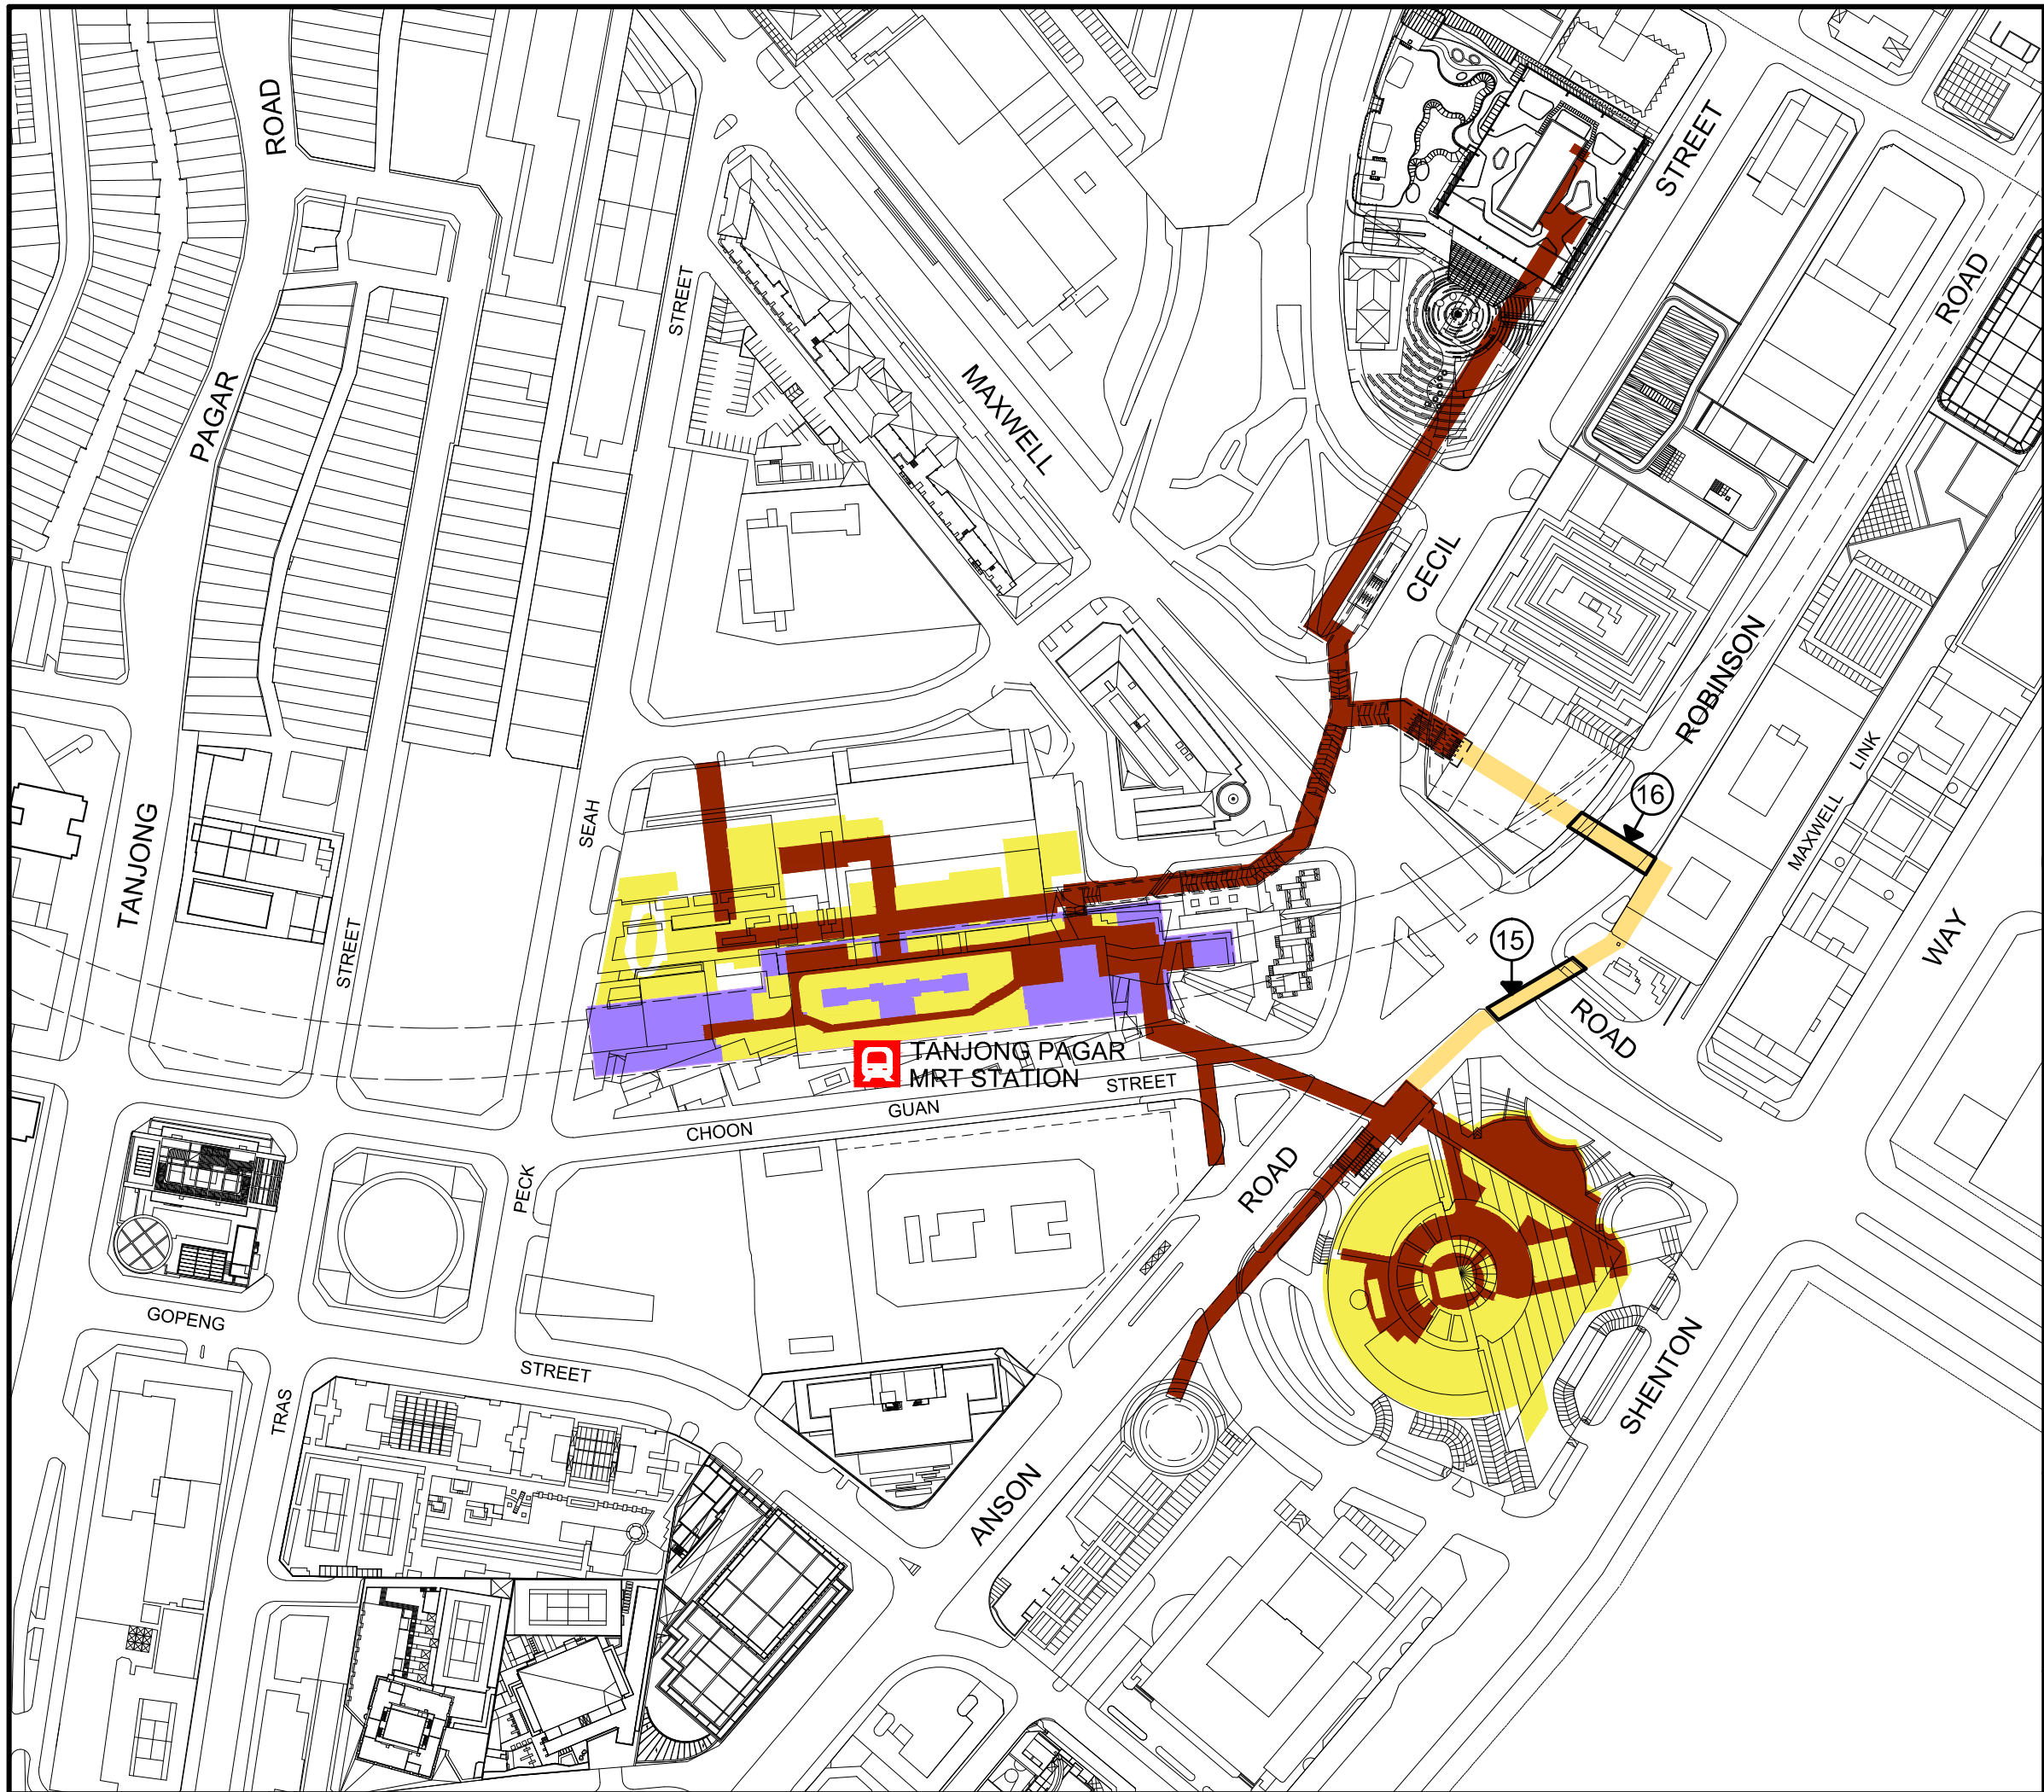 ROAD
STREET
ROAD
STREET
PAGAR
MAXWELL
CECIL
ROBINSON
LINK
16
MAXWELL
SEAH
TANJONG
WAY
15
STREET
ROAD
TANJONG PAGAR
MRT STATION
STREET
GUAN
CHOON
PECK
ROAD
GOPENG
STREET
SHENTON
TRAS
ANSON